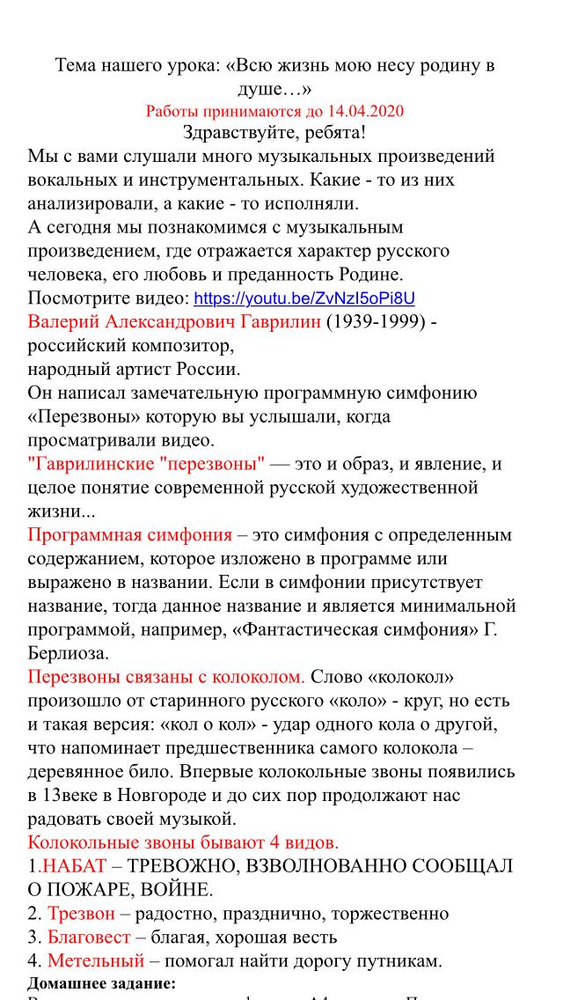 Тема нашего урока: «Всю жизнь мою несу родину в
душе…»
Работы принимаются до 14.04.2020
Здравствуйте, ребята!
Мы с вами слушали много музыкальных произведений
вокальных и инструментальных. Какие - то из них
анализировали, а какие - то исполняли.
А сегодня мы познакомимся с музыкальным
произведением, где отражается характер русского
человека, его любовь и преданность Родине.
Посмотрите видео: https://youtu.be/ZvNzI5oPi8U
Валерий Александрович Гаврилин (1939-1999) -
российский композитор,
народный артист России.
Он написал замечательную программную симфонию
«Перезвоны» которую вы услышали, когда
просматривали видео.
"Гаврилинские "перезвоны" — это и образ, и явление, и
целое понятие современной русской художественной
жизни...
Программная симфония – это симфония с определенным
содержанием, которое изложено в программе или
выражено в названии. Если в симфонии присутствует
название, тогда данное название и является минимальной
программой, например, «Фантастическая симфония» Г.
Берлиоза.
Перезвоны связаны с колоколом. Слово «колокол»
произошло от старинного русского «коло» - круг, но есть
и такая версия: «кол о кол» - удар одного кола о другой,
что напоминает предшественника самого колокола –
деревянное било. Впервые колокольные звоны появились
в 13веке в Новгороде и до сих пор продолжают нас
радовать своей музыкой.
Колокольные звоны бывают 4 видов.
1.НАБАТ – ТРЕВОЖНО, ВЗВОЛНОВАННО СООБЩАЛ
О ПОЖАРЕ, ВОЙНЕ.
2. Трезвон – радостно, празднично, торжественно
3. Благовест – благая, хорошая весть
4. Метельный – помогал найти дорогу путникам.
Домашнее задание: